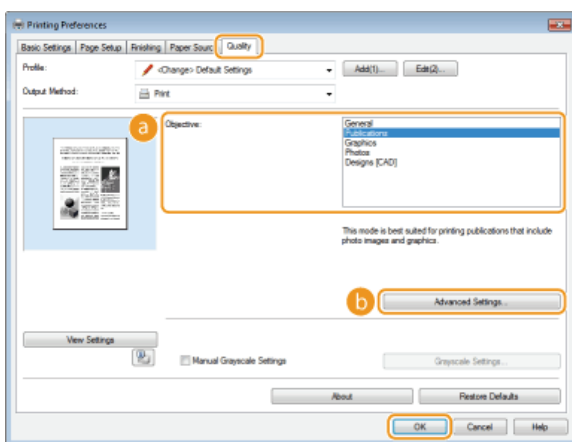 Printing Preferences
Basic Settings Page Setup Finishing Paper Source Quality
Profile: <Change> Default Settings Add(1)... Edit(2)...
Output Method: Print
a
Objective:
General
Publications
Graphics
Photos
Designs [CAD]
This mode is best suited for printing publications that include
photo images and graphics.
b Advanced Settings...
View Settings
Manual Grayscale Settings Grayscale Settings...
About Restore Defaults
OK Cancel Help